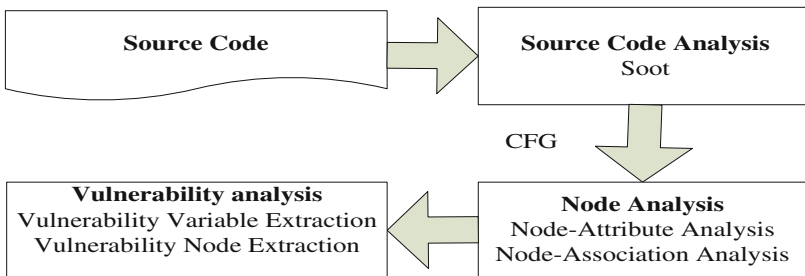 Source Code
Source Code Analysis
Soot
CFG
Vulnerability analysis
Vulnerability Variable Extraction
Vulnerability Node Extraction
Node Analysis
Node-Attribute Analysis
Node-Association Analysis